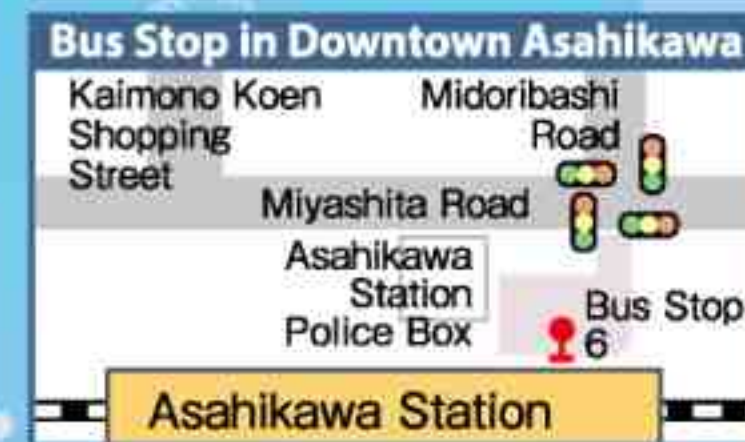 Bus Stop in Downtown Asahikawa
Kaimono Koen
Shopping
Street
Midoribashi
Road
Miyashita Road
Asahikawa
Station
Police Box
Bus Stop
6
Asahikawa Station